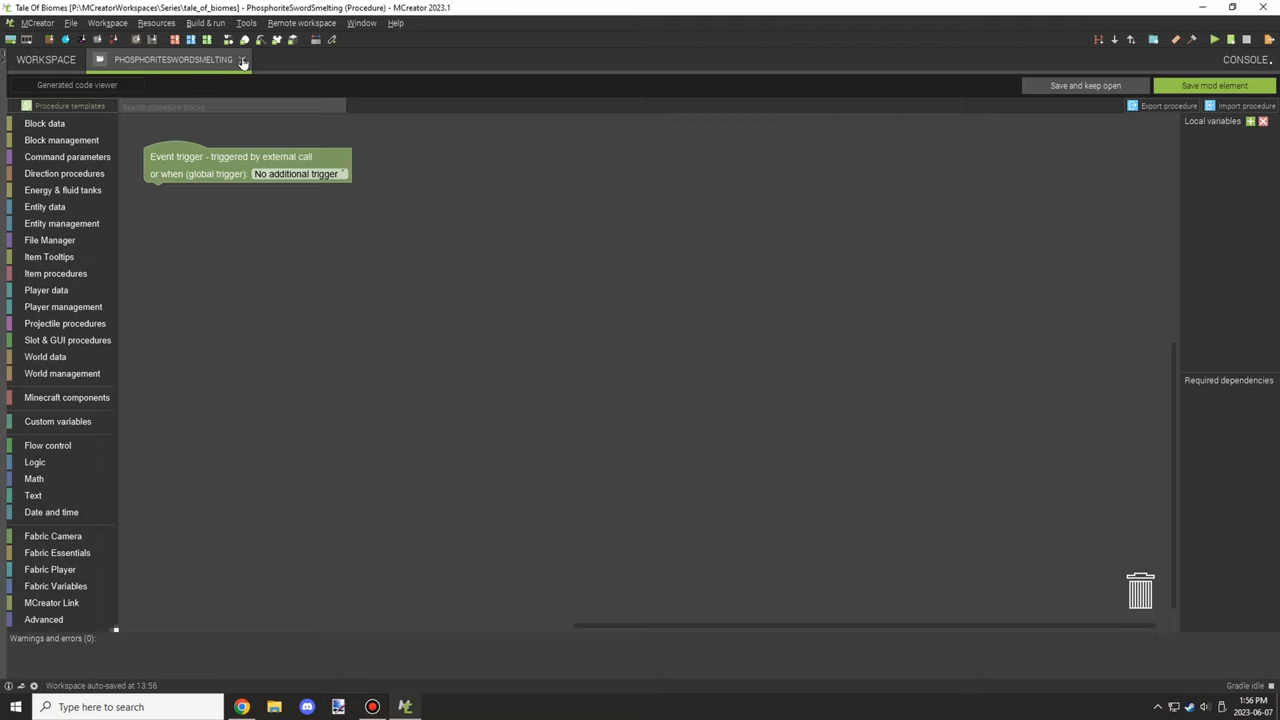 Tale Of Biomes [P:\MCreatorWorkspaces\Series\tale_of_biomes] - PhosphoriteSwordSmelting (Procedure) - MCreator 2023.1
MCreator File Workspace Resources Build & run Tools Remote workspace Window Help
WORKSPACE PHOSPHORITESWORDSMELTING CONSOLE
Generated code viewer Save and keep open Save mod element
Procedure templates Search procedure blocks Export procedure Import procedure
Local variables
Block data
Block management
Command parameters
Direction procedures
Energy & fluid tanks
Entity data
Entity management
File Manager
Item Tooltips
Item procedures
Player data
Player management
Projectile procedures
Slot & GUI procedures
World data
World management
Minecraft components
Custom variables
Flow control
Logic
Math
Text
Date and time
Fabric Camera
Fabric Essentials
Fabric Player
Fabric Variables
MCreator Link
Advanced
Event trigger - triggered by external call
or when (global trigger): No additional trigger
Required dependencies
Warnings and errors (0):
Workspace auto-saved at 13:56 Gradle idle
Type here to search
1:56 PM
2023-06-07